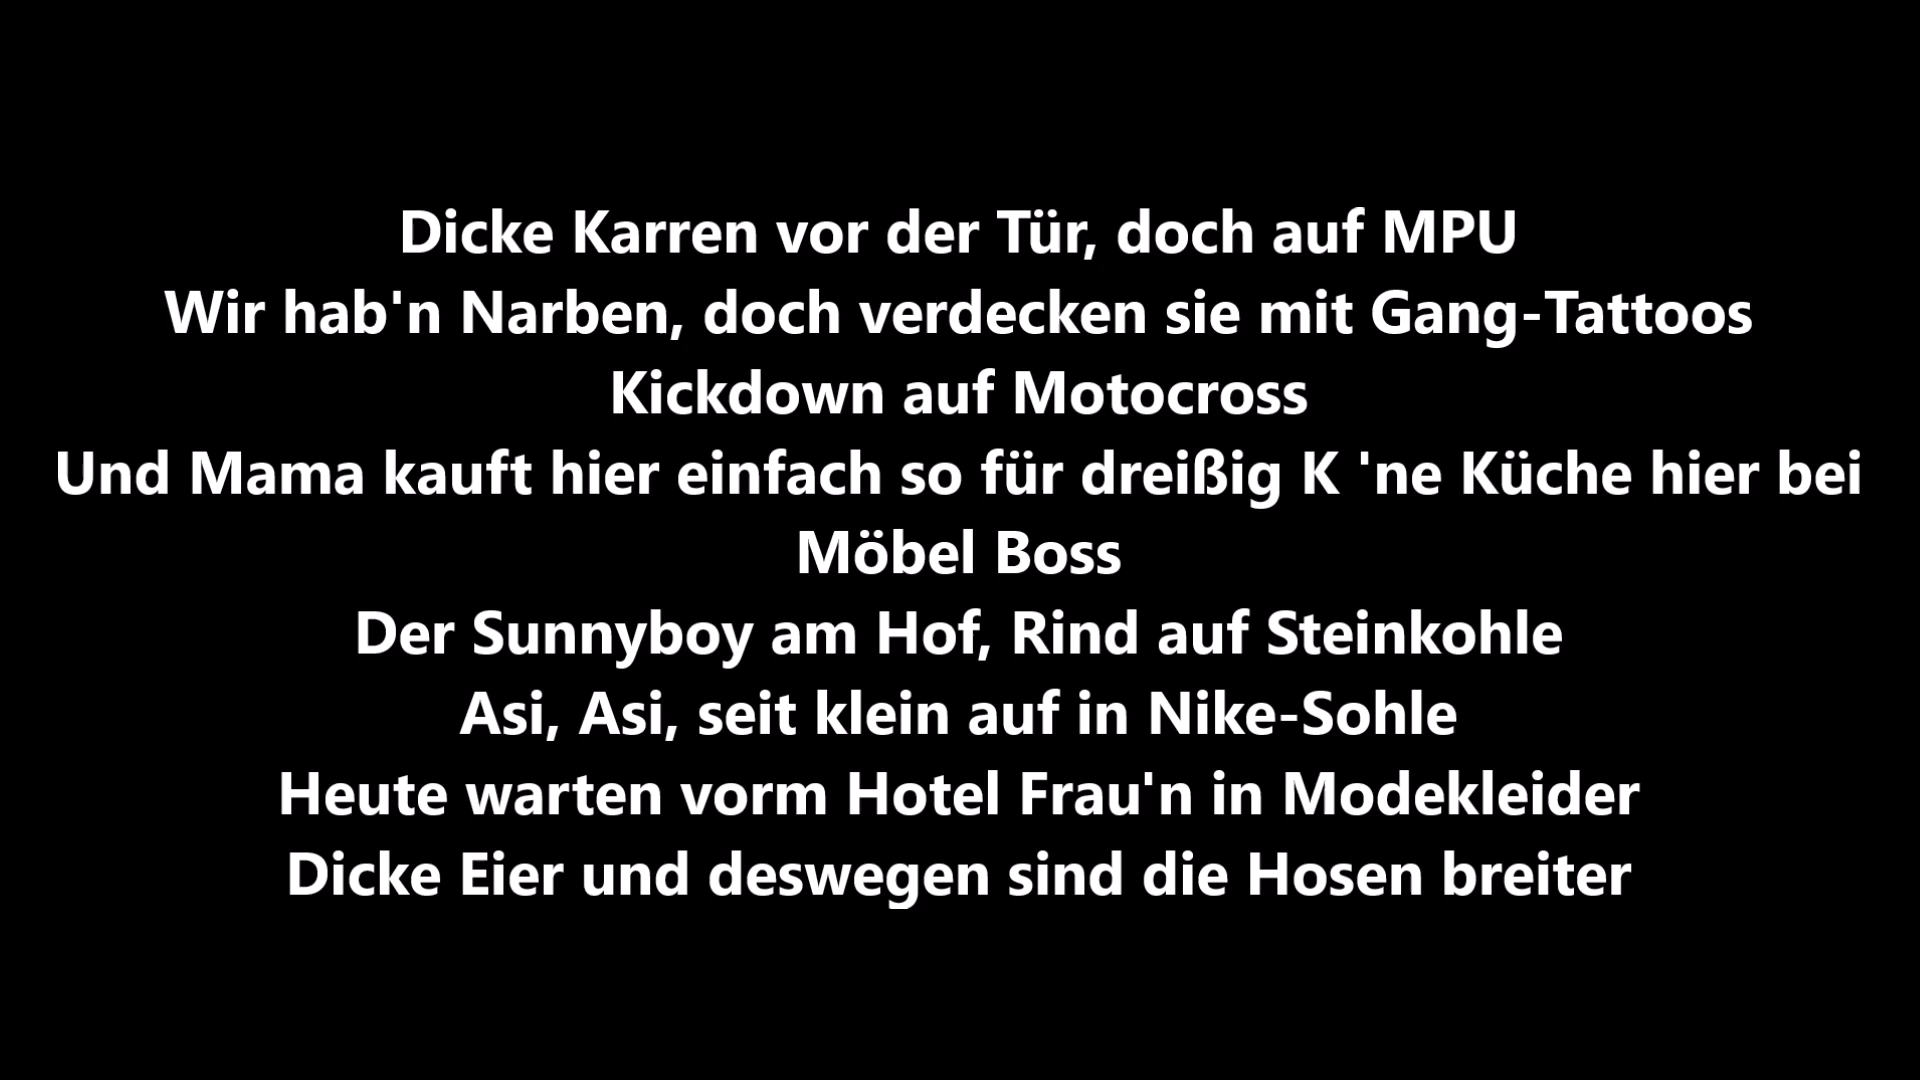 Dicke Karren vor der Tür, doch auf MPU
Wir hab'n Narben, doch verdecken sie mit Gang-Tattoos
Kickdown auf Motocross
Und Mama kauft hier einfach so für dreißig K 'ne Küche hier bei
Möbel Boss
Der Sunnyboy am Hof, Rind auf Steinkohle
Asi, Asi, seit klein auf in Nike-Sohle
Heute warten vorm Hotel Frau'n in Modekleider
Dicke Eier und deswegen sind die Hosen breiter